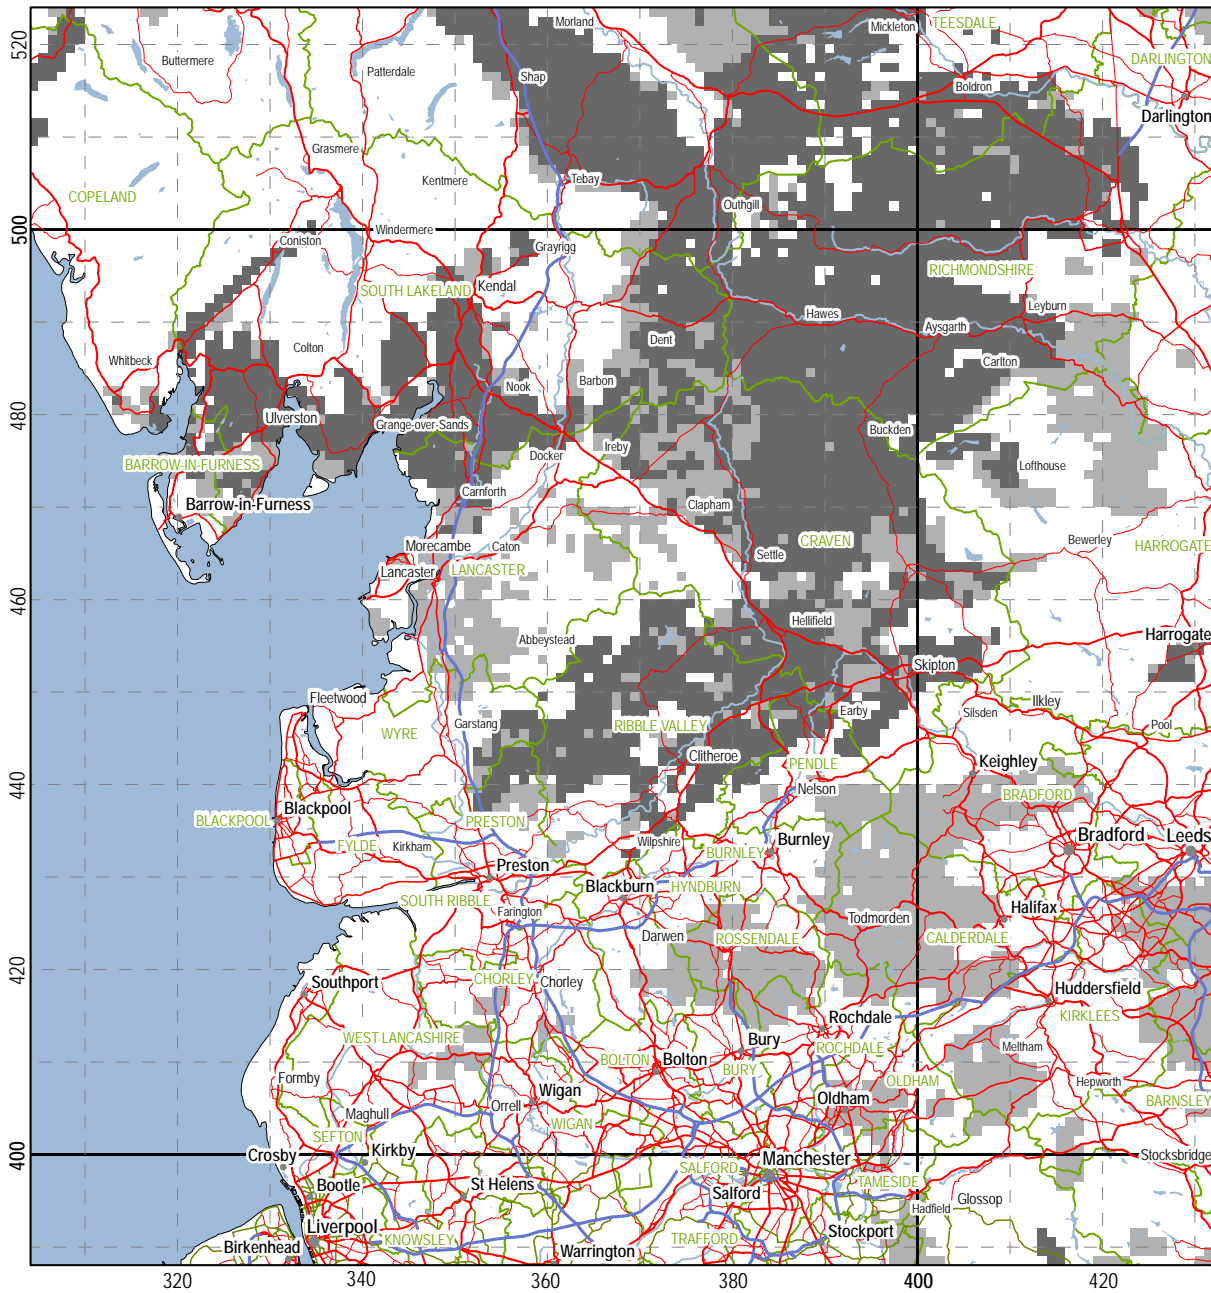 520
Morland
Mickleton
TEESDALE
Buttermere
Patterdale
Shap
DARLINGTON
Boldron
Darlington
Grasmere
Kentmere
Tebay
COPELAND
Outhgill
500
Coniston
Windermere
Grayrigg
SOUTH LAKELAND
Kendal
RICHMONDSHIRE
Leyburn
Hawes
Aysgarth
Whitbeck
Colton
Dent
Carlton
Nook
Barbon
480
Ulverston
Grange-over-Sands
Buckden
Ireby
Docker
BARROW-IN-FURNESS
Lofthouse
Carnforth
Barrow-in-Furness
Clapham
Morecambe
Caton
Settle
CRAVEN
Bewerley
HARROGATE
Lancaster
LANCASTER
460
Hellifield
Abbeystead
Harrogate
Skipton
Fleetwood
Garstang
WYRE
RIBBLE VALLEY
Earby
Silsden
Ilkley
Pool
Clitheroe
PENDLE
Keighley
440
Nelson
BRADFORD
Blackpool
BLACKPOOL
PRESTON
FYLDE
Kirkham
Wilpshire
BURNLEY
Burnley
Bradford
Leeds
Preston
Blackburn
HYNDBURN
SOUTH RIBBLE
Farington
Todmorden
Halifax
Darwen
ROSSENDALE
CALDERDALE
420
Southport
CHORLEY
Chorley
Huddersfield
Rochdale
KIRKLEES
WEST LANCASHIRE
Bury
ROCHDALE
Meltham
BOLTON
Bolton
BURY
OLDHAM
Hepworth
Formby
Wigan
Orrell
Oldham
BARNSLEY
Maghull
WIGAN
SEFTON
400
Crosby
Kirkby
Manchester
Stocksbridge
SALFORD
Bootle
St Helens
Salford
TAMESIDE
Glossop
Hadfield
Liverpool
KNOWSLEY
TRAFFORD
Stockport
Birkenhead
Warrington
320
340
360
380
400
420